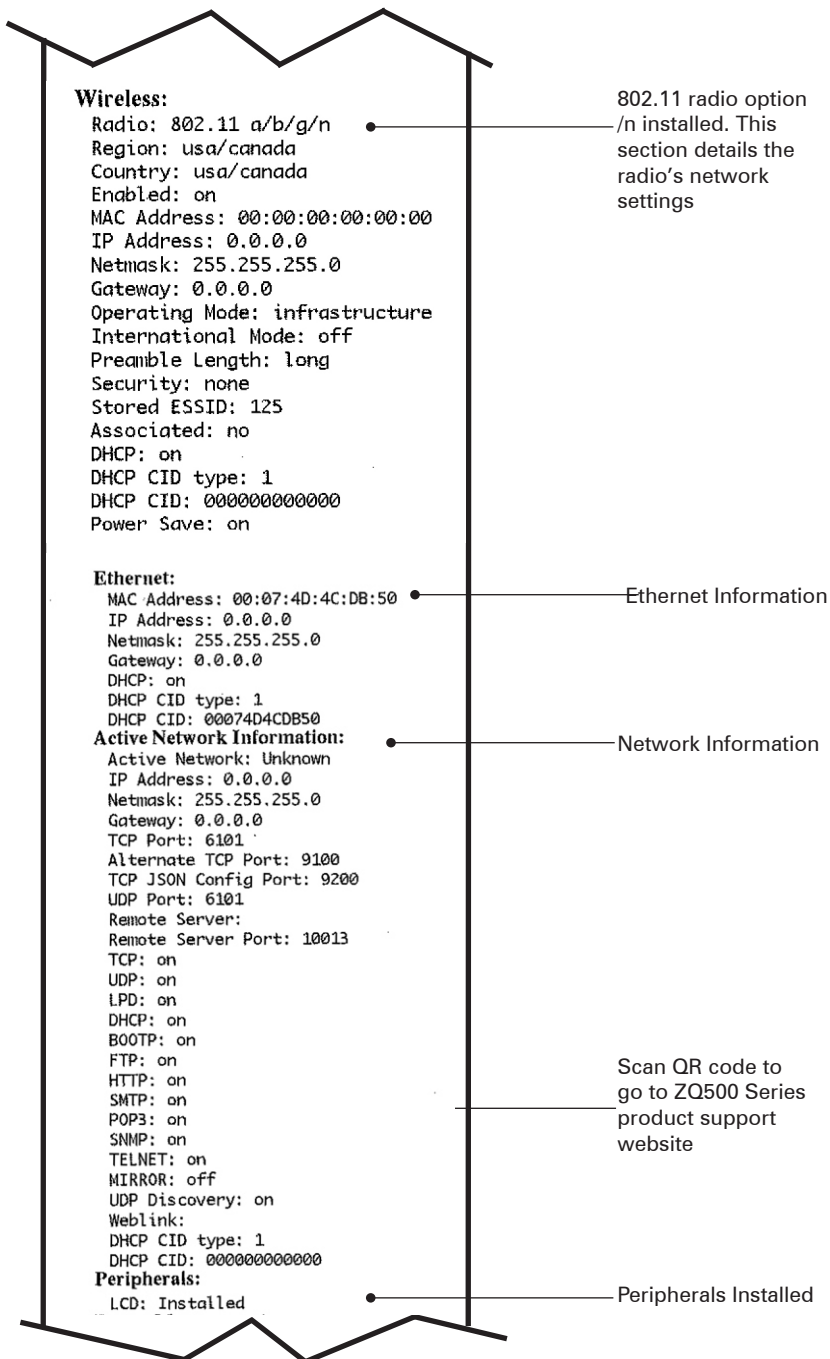 Wireless:
Radio: 802.11 a/b/g/n
Region: usa/canada
Country: usa/canada
Enabled: on
MAC Address: 00:00:00:00:00:00
IP Address: 0.0.0.0
Netmask: 255.255.255.0
Gateway: 0.0.0.0
Operating Mode: infrastructure
International Mode: off
Preamble Length: long
Security: none
Stored ESSID: 125
Associated: no
DHCP: on
DHCP CID type: 1
DHCP CID: 000000000000
Power Save: on
802.11 radio option
/n installed. This
section details the
radio's network
settings
Ethernet:
MAC Address: 00:07:4D:4C:DB:50
IP Address: 0.0.0.0
Netmask: 255.255.255.0
Gateway: 0.0.0.0
DHCP: on
DHCP CID type: 1
DHCP CID: 00074D4CDB50
Ethernet Information
Active Network Information:
Active Network: Unknown
IP Address: 0.0.0.0
Netmask: 255.255.255.0
Gateway: 0.0.0.0
TCP Port: 6101
Alternate TCP Port: 9100
TCP JSON Config Port: 9200
UDP Port: 6101
Remote Server:
Remote Server Port: 10013
TCP: on
UDP: on
LPD: on
DHCP: on
BOOTP: on
FTP: on
HTTP: on
SMTP: on
POP3: on
SNMP: on
TELNET: on
MIRROR: off
UDP Discovery: on
Weblink:
DHCP CID type: 1
DHCP CID: 000000000000
Network Information
Scan QR code to
go to ZQ500 Series
product support
website
Peripherals:
LCD: Installed
Peripherals Installed